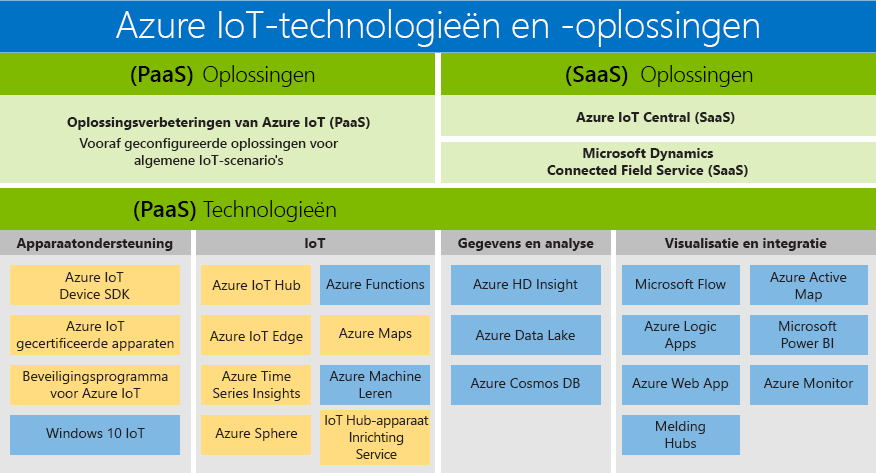 Azure IoT-technologieën en -oplossingen
(PaaS) Oplossingen
Oplossingsverbeteringen van Azure IoT (PaaS)
Vooraf geconfigureerde oplossingen voor
algemene IoT-scenario's
(SaaS) Oplossingen
Azure IoT Central (SaaS)
Microsoft Dynamics
Connected Field Service (SaaS)
(PaaS) Technologieën
Apparaatondersteuning
Azure IoT
Device SDK
Azure IoT
gecertificeerde apparaten
Beveiligingsprogramma
voor Azure IoT
Windows 10 IoT
IoT
Azure IoT Hub
Azure Functions
Azure IoT Edge
Azure Maps
Azure Time
Series Insights
Azure Machine
Leren
Azure Sphere
IoT Hub-apparaat
Inrichting
Service
Gegevens en analyse
Azure HD Insight
Azure Data Lake
Azure Cosmos DB
Visualisatie en integratie
Microsoft Flow
Azure Active
Map
Azure Logic
Apps
Microsoft
Power BI
Azure Web App
Azure Monitor
Melding
Hubs